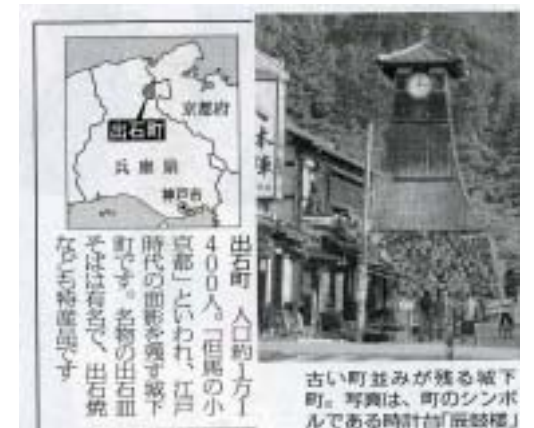 京都府
出石町
兵庫県
神戸市
本陣
出石町 人口約1万1
400人。「但馬の小
京都」といわれ、江戸
時代の面影を残す城下
町です。名物の出石皿
そばは有名で、出石焼
なども特産品です
古い町並みが残る城下
町。写真は、町のシンボ
ルである時計台「辰鼓楼」